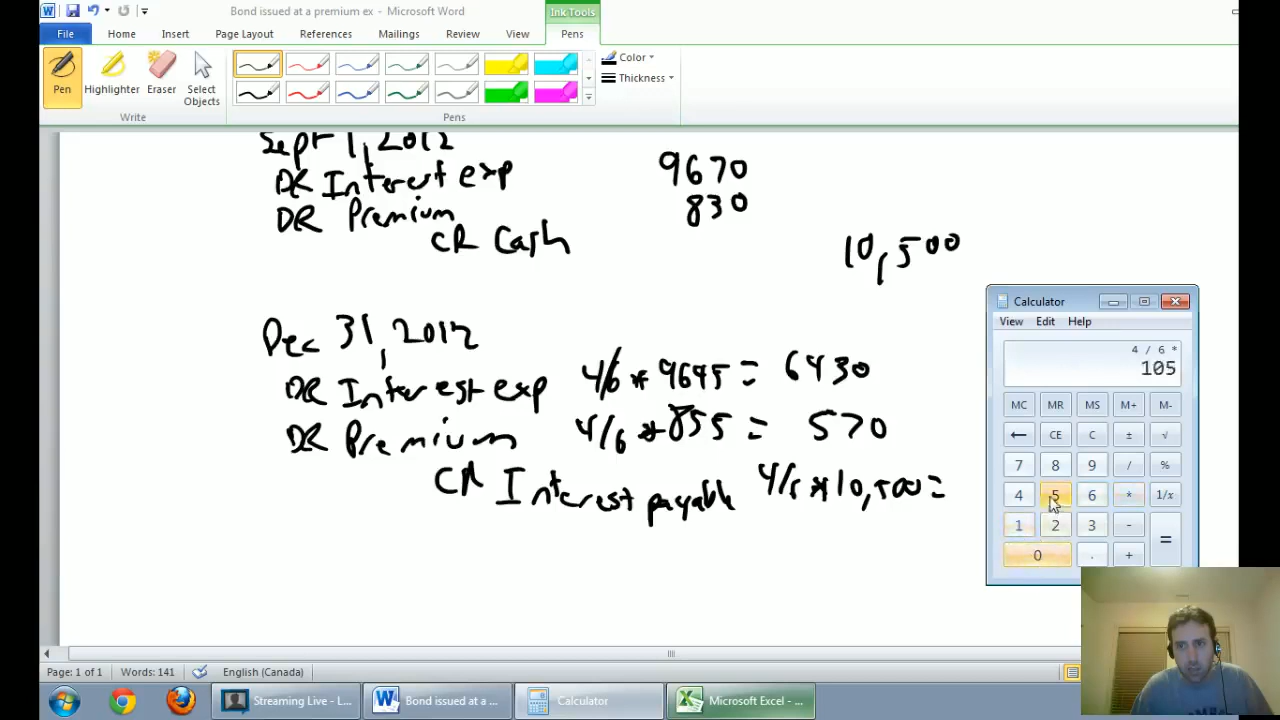 Bond issued at a premium ex - Microsoft Word
Ink Tools
File Home Insert Page Layout References Mailings Review View Pens
Pen Highlighter Eraser Select Objects
Color
Thickness
Write
Pens
Sept 1, 2012
DR Interest exp 9670
DR Premium 830
CR Cash 10,500
Dec 31, 2012
DR Interest exp 4/6 * 9645 = 6430
DR Premium 4/6 * 855 = 570
CR Interest payable 4/6 * 10,500 =
Calculator
View Edit Help
4 / 6 *
105
MC MR MS M+ M-
← CE C ± √
7 8 9 / %
4 5 6 * 1/x
1 2 3 - =
0 . +
Page: 1 of 1 Words: 141 English (Canada)
Streaming Live - L... Bond issued at a pre... Calculator Microsoft Excel - ...